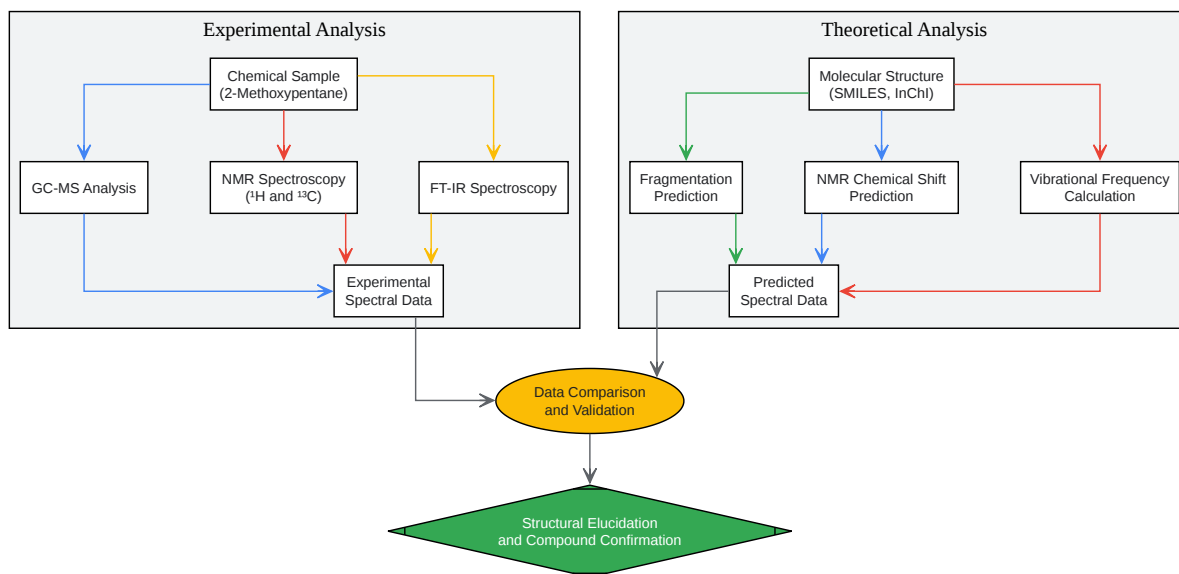 Experimental Analysis
Chemical Sample
(2-Methoxypentane)
GC-MS Analysis
NMR Spectroscopy
(¹H and ¹³C)
FT-IR Spectroscopy
Experimental
Spectral Data
Theoretical Analysis
Molecular Structure
(SMILES, InChI)
Fragmentation
Prediction
NMR Chemical Shift
Prediction
Vibrational Frequency
Calculation
Predicted
Spectral Data
Data Comparison
and Validation
Structural Elucidation
and Compound Confirmation